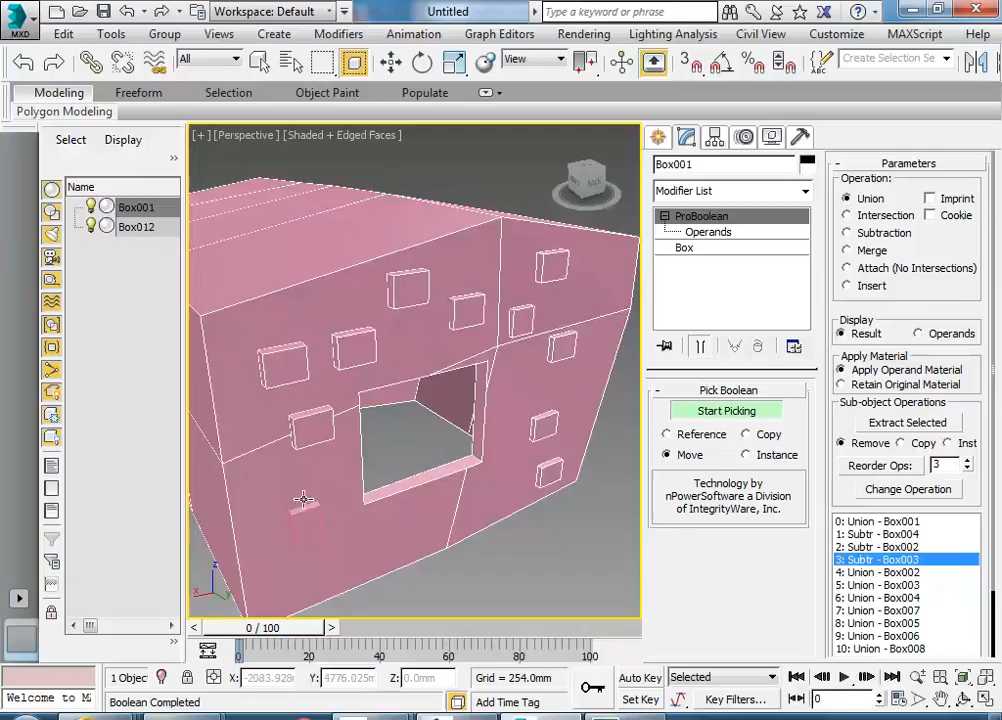 MXD
Workspace: Default
Untitled
Type a keyword or phrase
Edit Tools Group Views Create Modifiers Animation Graph Editors Rendering Lighting Analysis Civil View Customize MAXScript Help
All View 3 Create Selection Se
Modeling Freeform Selection Object Paint Populate
Polygon Modeling
Select Display
Name
Box001
Box012
[+] [Perspective] [Shaded + Edged Faces]
Box001
Modifier List
ProBoolean
Operands
Box
Pick Boolean
Start Picking
Reference Copy
Move Instance
Technology by
nPowerSoftware a Division
of IntegrityWare, Inc.
Parameters
Operation:
Union Imprint
Intersection Cookie
Subtraction
Merge
Attach (No Intersections)
Insert
Display
Result Operands
Apply Material
Apply Operand Material
Retain Original Material
Sub-object Operations
Extract Selected
Remove Copy Inst
Reorder Ops: 3
Change Operation
0: Union - Box001
1: Subtr - Box004
2: Subtr - Box002
3: Subtr - Box003
4: Union - Box002
5: Union - Box003
6: Union - Box004
7: Union - Box007
8: Union - Box005
9: Union - Box006
10: Union - Box008
z
x
y
< 0 / 100 >
0 20 40 60 80 100
1 Object X: -2083.928m Y: 4776.025m Z: 0.0mm Grid = 254.0mm Auto Key Selected
Welcome to M Boolean Completed Add Time Tag Set Key Key Filters... 0